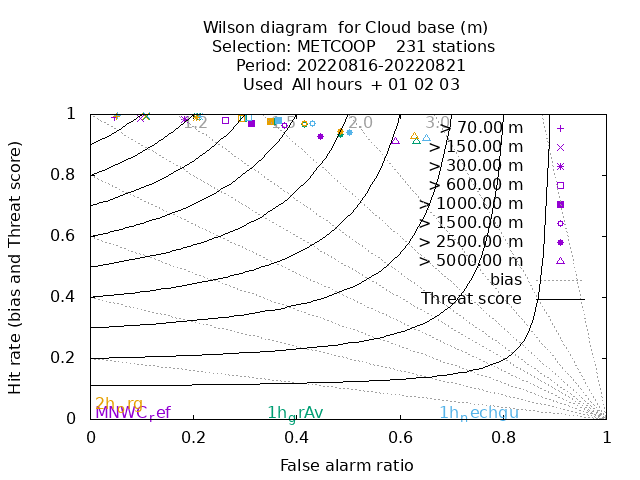 Wilson diagram  for Cloud base (m)
Selection: METCOOP    231 stations
Period: 20220816-20220821
Used  All hours  + 01 02 03
Hit rate (bias and Threat score)
1
0.8
0.6
0.4
0.2
0
1.2
1.5
2.0
3.0
> 70.00 m
> 150.00 m
> 300.00 m
> 600.00 m
> 1000.00 m
> 1500.00 m
> 2500.00 m
> 5000.00 m
bias
Threat score
MNWC_ref
1h_grAv
1h_nechgu
0
0.2
0.4
0.6
0.8
1
False alarm ratio